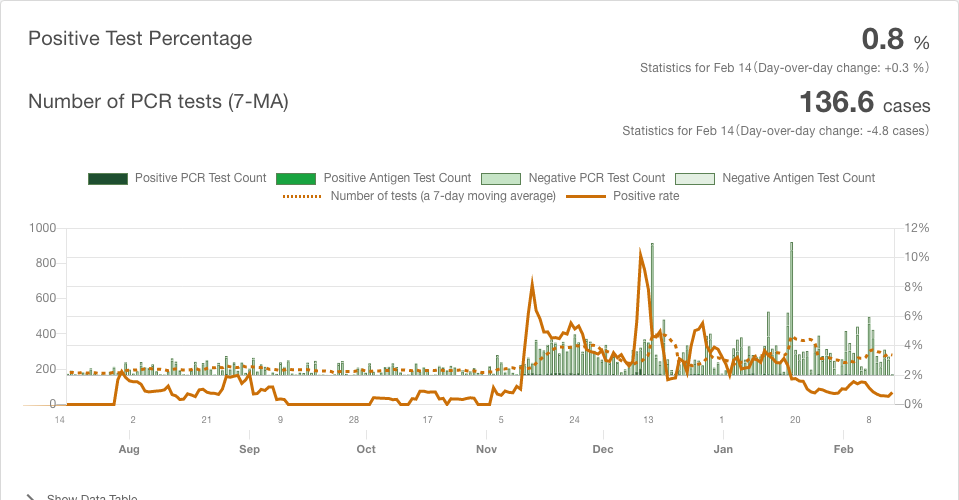 Positive Test Percentage
0.8 %
Statistics for Feb 14(Day-over-day change: +0.3 %)
Number of PCR tests (7-MA)
136.6 cases
Statistics for Feb 14(Day-over-day change: -4.8 cases)
Positive PCR Test Count Positive Antigen Test Count Negative PCR Test Count Negative Antigen Test Count
Number of tests (a 7-day moving average) Positive rate
1000 12%
800 10%
8%
600
6%
400
4%
200 2%
0 0%
14 2 21 9 28 17 5 24 13 1 20 8
Aug Sep Oct Nov Dec Jan Feb
Show Data Table